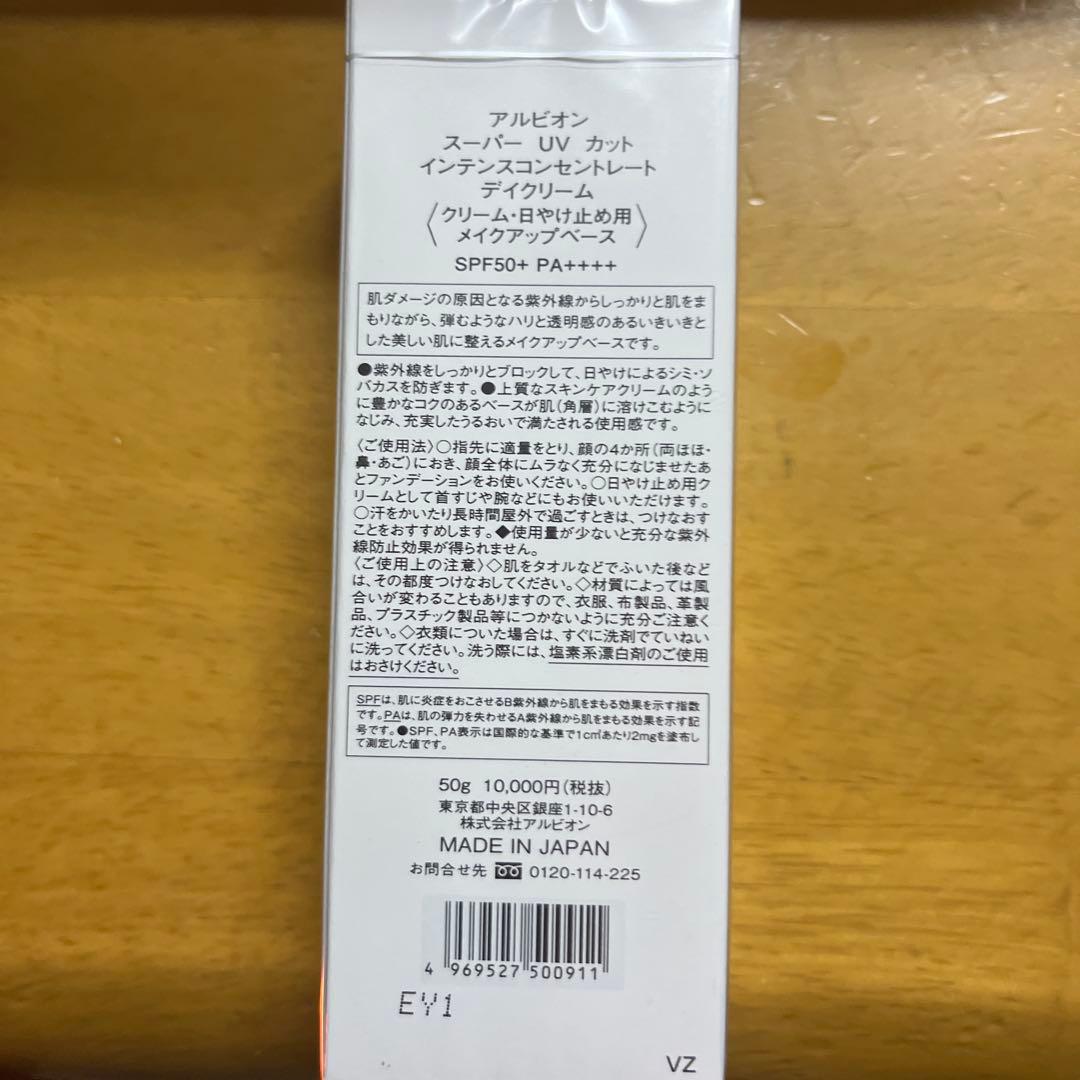 アルビオン
スーパー UV カット
インテンスコンセントレート
デイクリーム
〈クリーム・日やけ止め用
メイクアップベース〉
SPF50+ PA++++
肌ダメージの原因となる紫外線からしっかりと肌をま
もりながら、弾むようなハリと透明感のあるいきいきと
した美しい肌に整えるメイクアップベースです。
●紫外線をしっかりとブロックして、日やけによるシミ・ソ
バカスを防ぎます。●上質なスキンケアクリームのよう
に豊かなコクのあるベースが肌(角層)に溶けこむように
なじみ、充実したうるおいで満たされる使用感です。
〈ご使用法〉○指先に適量をとり、顔の4か所(両ほほ・
鼻・あご)におき、顔全体にムラなく充分になじませたあ
とファンデーションをお使いください。○日やけ止め用ク
リームとして首すじや腕などにもお使いいただけます。
○汗をかいたり長時間屋外で過ごすときは、つけなおす
ことをおすすめします。◆使用量が少ないと充分な紫外
線防止効果が得られません。
〈ご使用上の注意〉◇肌をタオルなどでふいた後など
は、その都度つけなおしてください。◇材質によっては風
合いが変わることもありますので、衣服、布製品、革製
品、プラスチック製品等につかないように充分ご注意く
ださい。◇衣類についた場合は、すぐに洗剤でていねい
に洗ってください。洗う際には、塩素系漂白剤のご使用
はおさけください。
SPFは、肌に炎症をおこさせるB紫外線から肌をまもる効果を示す指数
です。PAは、肌の弾力を失わせるA紫外線から肌をまもる効果を示す記
号です。●SPF、PA表示は国際的な基準で1c㎡あたり2mgを塗布し
て測定した値です。
50g 10,000円(税抜)
東京都中央区銀座1-10-6
株式会社アルビオン
MADE IN JAPAN
お問合せ先 0120-114-225
4 969527 500911
EY1
VZ